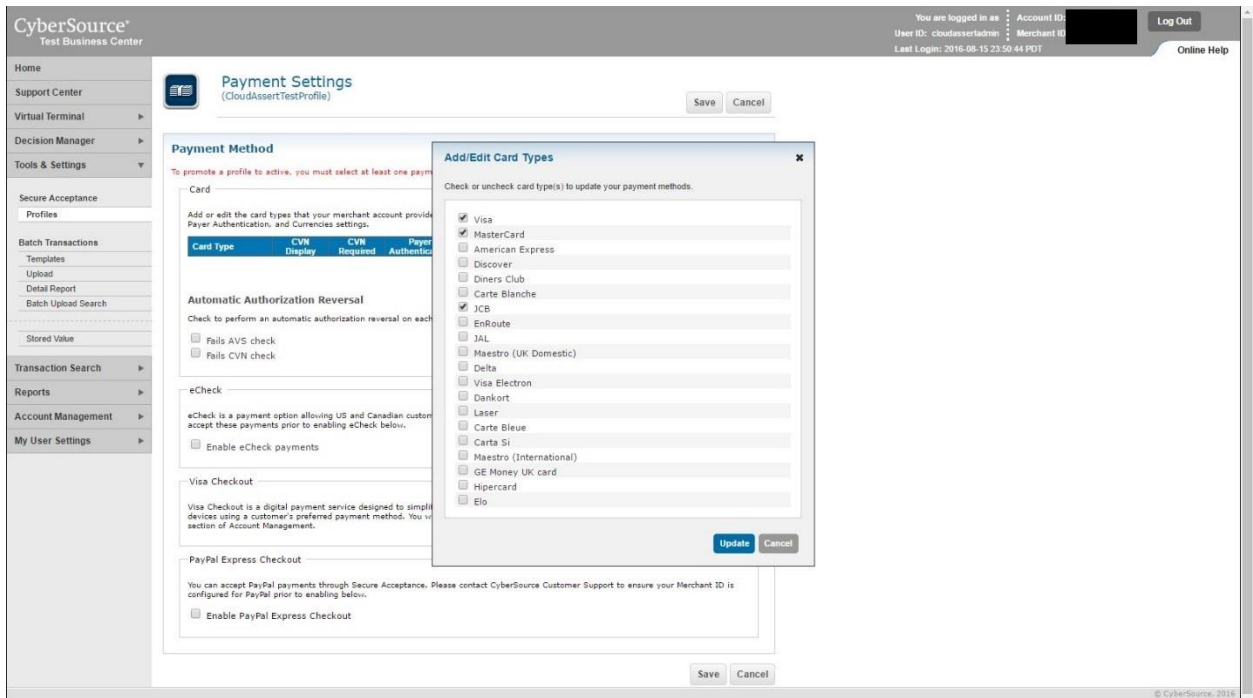 CyberSource®
Test Business Center
You are logged in as
Account ID:
User ID: cloudassertadmin
Merchant ID
Last Login: 2016-08-15 23:50:44 PDT
Log Out
Online Help
Home
Support Center
Virtual Terminal
Decision Manager
Tools & Settings
Secure Acceptance
Profiles
Batch Transactions
Templates
Upload
Detail Report
Batch Upload Search
Stored Value
Transaction Search
Reports
Account Management
My User Settings
Payment Settings
(CloudAssertTestProfile)
Save
Cancel
Payment Method
To promote a profile to active, you must select at least one paym
Card
Add or edit the card types that your merchant account provide
Payer Authentication, and Currencies settings.
Card Type
CVN Display
CVN Required
Payer Authentica
Automatic Authorization Reversal
Check to perform an automatic authorization reversal on each
Fails AVS check
Fails CVN check
eCheck
eCheck is a payment option allowing US and Canadian custom
accept these payments prior to enabling eCheck below.
Enable eCheck payments
Visa Checkout
Visa Checkout is a digital payment service designed to simplif
devices using a customer's preferred payment method. You w
section of Account Management.
PayPal Express Checkout
You can accept PayPal payments through Secure Acceptance. Please contact CyberSource Customer Support to ensure your Merchant ID is
configured for PayPal prior to enabling below.
Enable PayPal Express Checkout
Save
Cancel
Add/Edit Card Types
Check or uncheck card type(s) to update your payment methods.
Visa
MasterCard
American Express
Discover
Diners Club
Carte Blanche
JCB
EnRoute
JAL
Maestro (UK Domestic)
Delta
Visa Electron
Dankort
Laser
Carte Bleue
Carta Si
Maestro (International)
GE Money UK card
Hipercard
Elo
Update
Cancel
© CyberSource, 2016